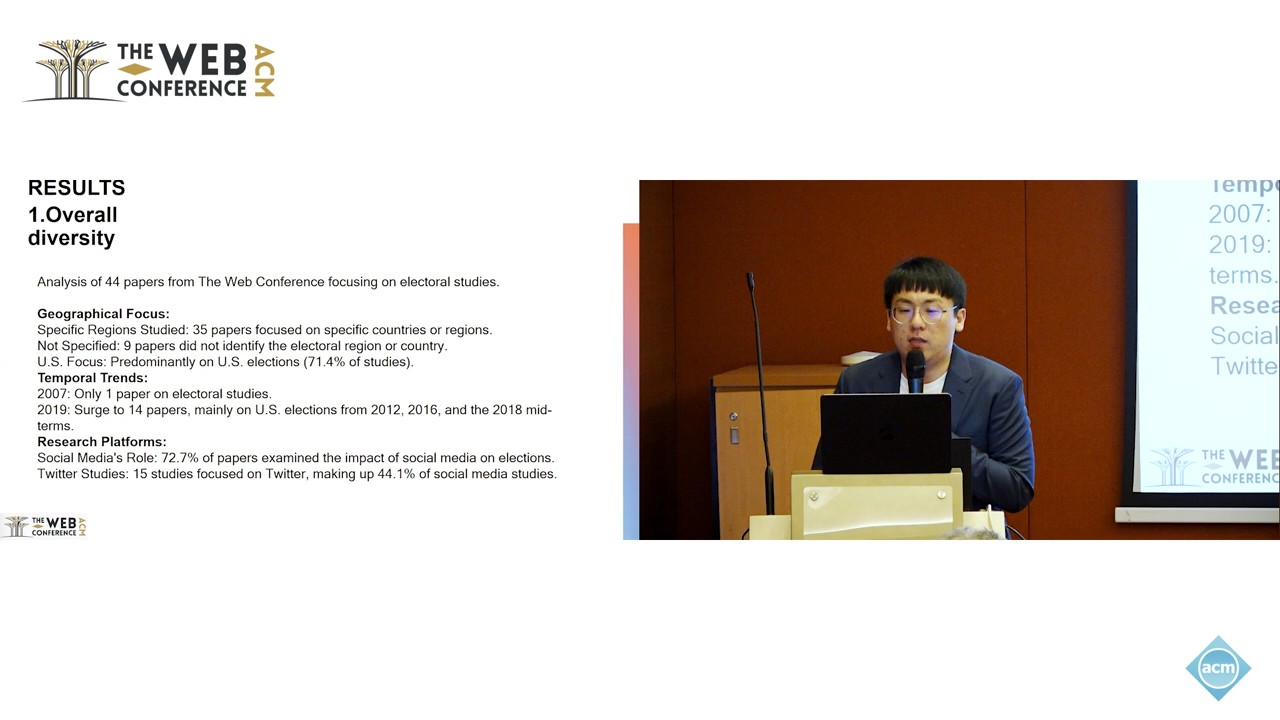 THE WEB CONFERENCE ACM
RESULTS
1.Overall
diversity
Analysis of 44 papers from The Web Conference focusing on electoral studies.
Geographical Focus:
Specific Regions Studied: 35 papers focused on specific countries or regions.
Not Specified: 9 papers did not identify the electoral region or country.
U.S. Focus: Predominantly on U.S. elections (71.4% of studies).
Temporal Trends:
2007: Only 1 paper on electoral studies.
2019: Surge to 14 papers, mainly on U.S. elections from 2012, 2016, and the 2018 mid-
terms.
Research Platforms:
Social Media's Role: 72.7% of papers examined the impact of social media on elections.
Twitter Studies: 15 studies focused on Twitter, making up 44.1% of social media studies.
THE WEB CONFERENCE ACM
Tempo
2007:
2019:
terms.
Resea
Social
Twitte
THE WEB
CONFERENC
acm